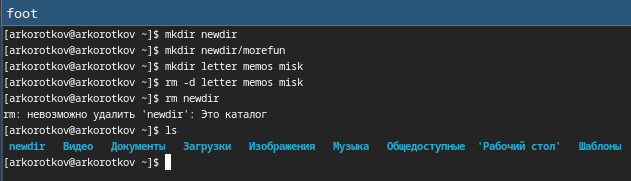 foot
[arkorotkov@arkorotkov ~]$ mkdir newdir
[arkorotkov@arkorotkov ~]$ mkdir newdir/morefun
[arkorotkov@arkorotkov ~]$ mkdir letter memos misk
[arkorotkov@arkorotkov ~]$ rm -d letter memos misk
[arkorotkov@arkorotkov ~]$ rm newdir
rm: невозможно удалить 'newdir': Это каталог
[arkorotkov@arkorotkov ~]$ ls
newdir Видео Документы Загрузки Изображения Музыка Общедоступные 'Рабочий стол' Шаблоны
[arkorotkov@arkorotkov ~]$